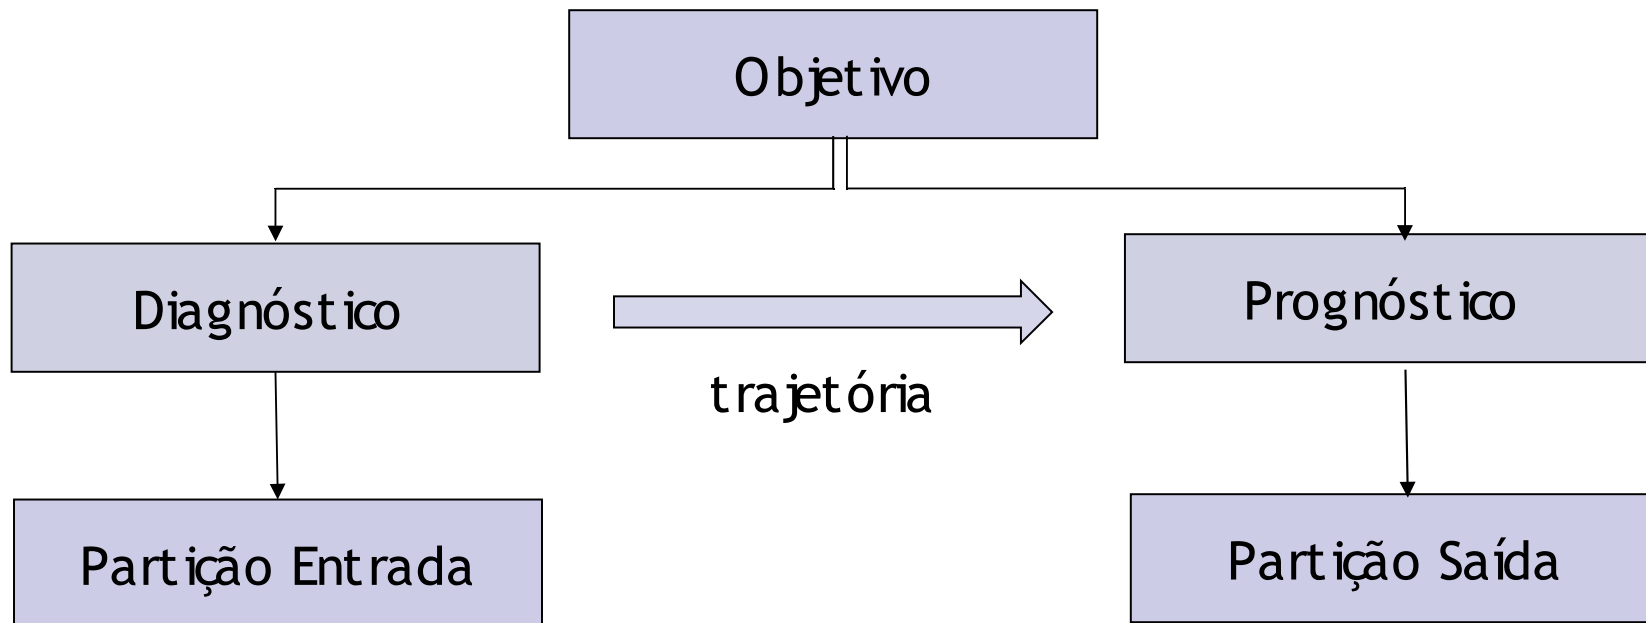 Objetivo
Diagnóstico
Prognóstico
trajetória
Partição Entrada
Partição Saída